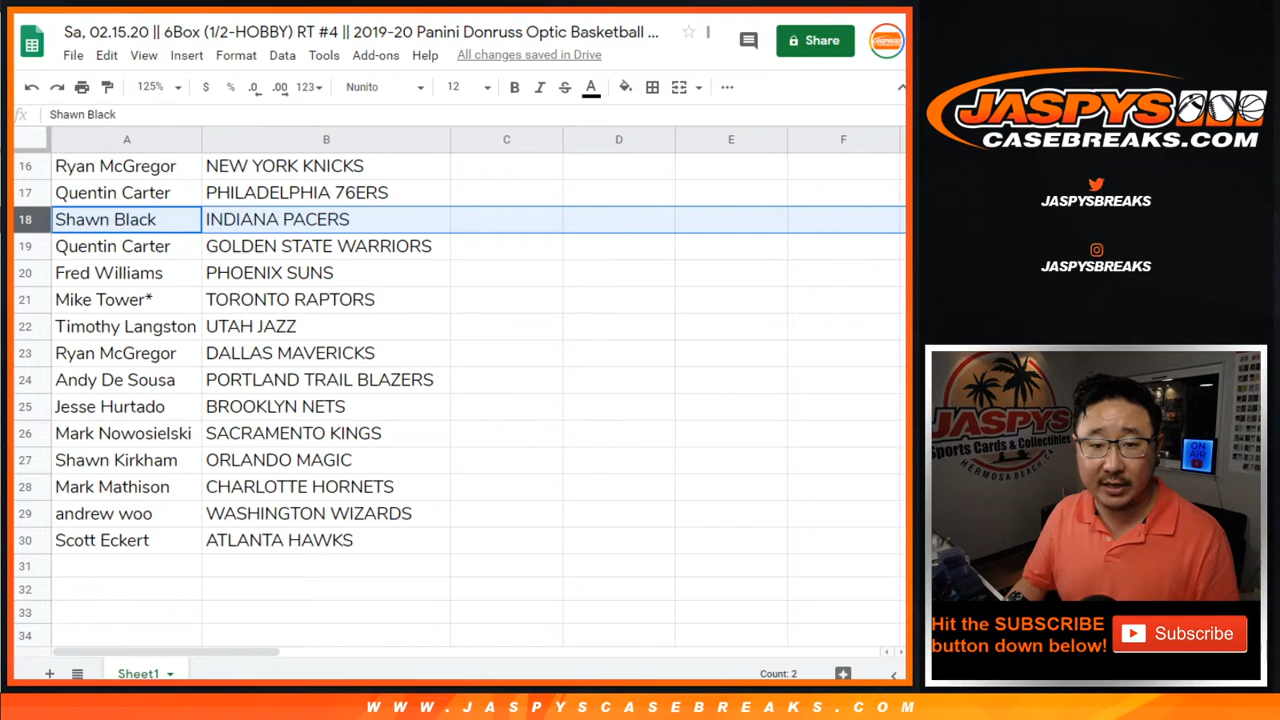 Sa, 02.15.20 || 6Box (1/2-HOBBY) RT #4 || 2019-20 Panini Donruss Optic Basketball ...
File Edit View Insert Format Data Tools Add-ons Help All changes saved in Drive
Share
125% $ % .0 .00 123 Nunito 12 B I S A ...
fx Shawn Black
A B C D E F
16 Ryan McGregor NEW YORK KNICKS
17 Quentin Carter PHILADELPHIA 76ERS
18 Shawn Black INDIANA PACERS
19 Quentin Carter GOLDEN STATE WARRIORS
20 Fred Williams PHOENIX SUNS
21 Mike Tower* TORONTO RAPTORS
22 Timothy Langston UTAH JAZZ
23 Ryan McGregor DALLAS MAVERICKS
24 Andy De Sousa PORTLAND TRAIL BLAZERS
25 Jesse Hurtado BROOKLYN NETS
26 Mark Nowosielski SACRAMENTO KINGS
27 Shawn Kirkham ORLANDO MAGIC
28 Mark Mathison CHARLOTTE HORNETS
29 andrew woo WASHINGTON WIZARDS
30 Scott Eckert ATLANTA HAWKS
31
32
33
34
Sheet1
Count: 2
JASPYS
CASEBREAKS.COM
JASPYSBREAKS
JASPYSBREAKS
JASPYS
Sports Cards & Collectibles
HERMOSA BEACH, CA
ON
AIR
Hit the SUBSCRIBE
button down below!
Subscribe
WWW.JASPYSCASEBREAKS.COM